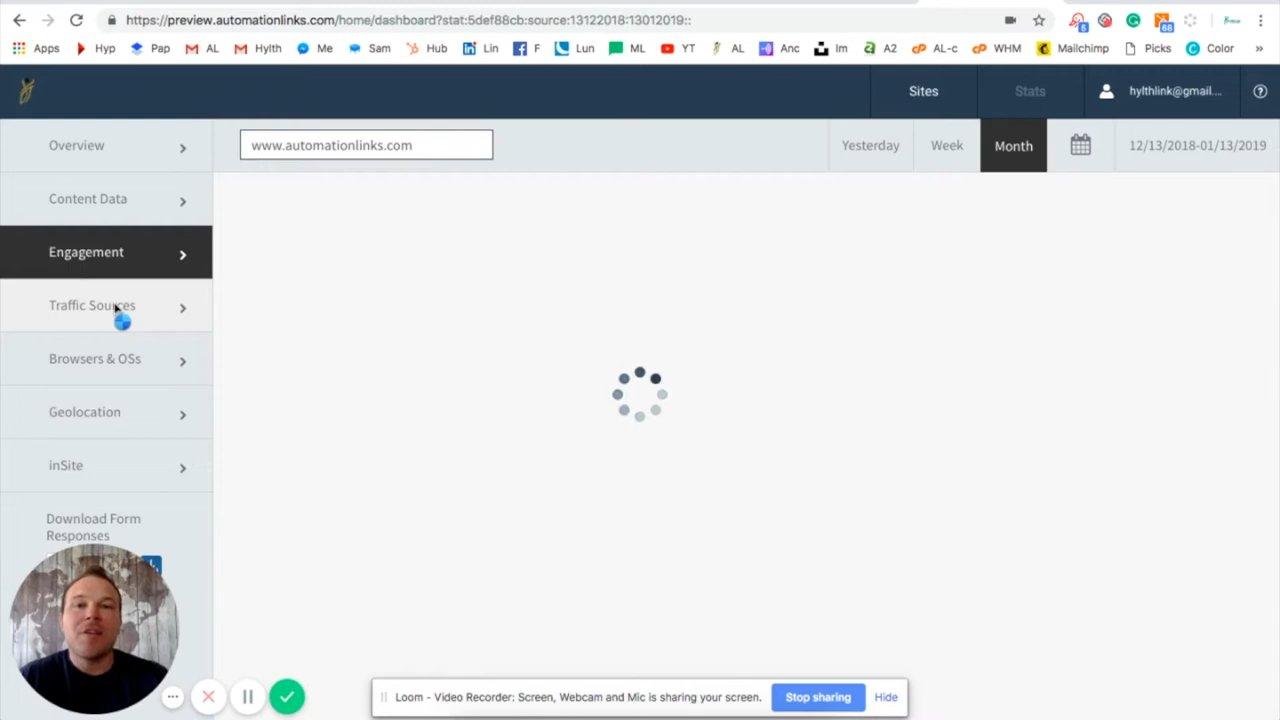 https://preview.automationlinks.com/home/dashboard?stat:5def88cb:source:13122018:13012019::
5
68
Apps Hyp Pap AL Hylth Me Sam Hub Lin F Lun ML YT AL Anc Im A2 AL-c WHM Mailchimp Picks Color »
Sites
Stats
hylthlink@gmail....
Overview
www.automationlinks.com
Yesterday
Week
Month
12/13/2018-01/13/2019
Content Data
Engagement
Traffic Sources
Browsers & OSs
Geolocation
inSite
Download Form
Responses
Loom - Video Recorder: Screen, Webcam and Mic is sharing your screen.
Stop sharing
Hide